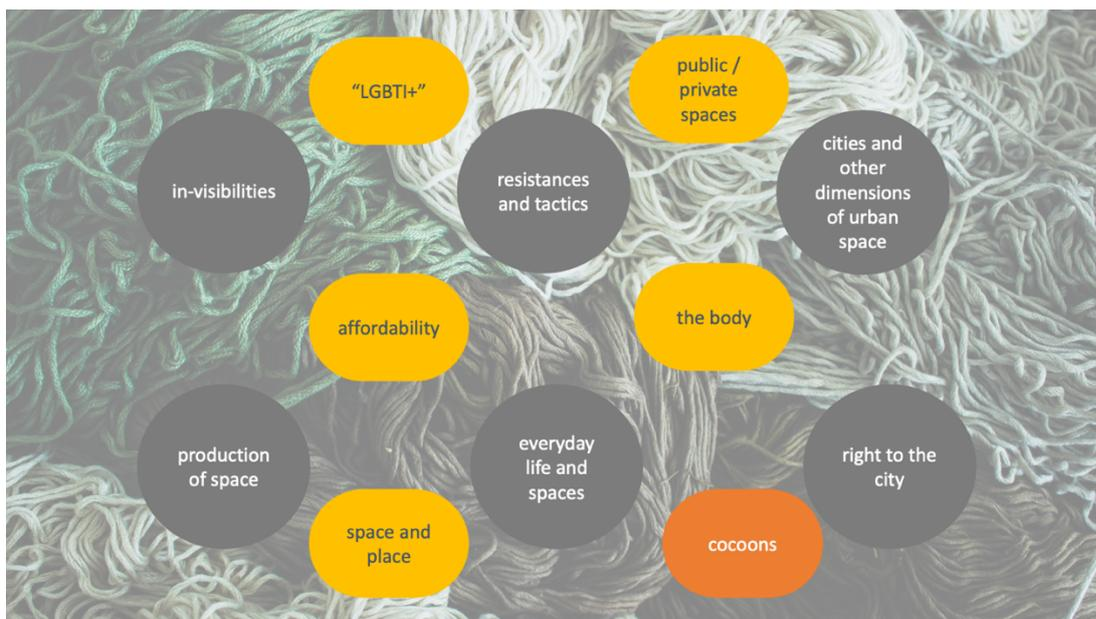 “LGBTI+”
public /
private
spaces
in-visibilities
resistances
and tactics
cities and
other
dimensions
of urban
space
affordability
the body
production
of space
everyday
life and
spaces
right to the
city
space and
place
cocoons